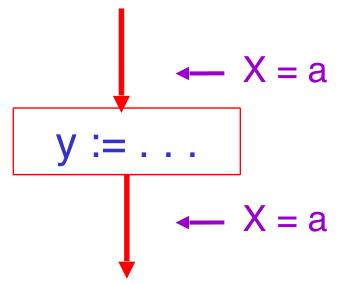 X = a
y := . . .
X = a